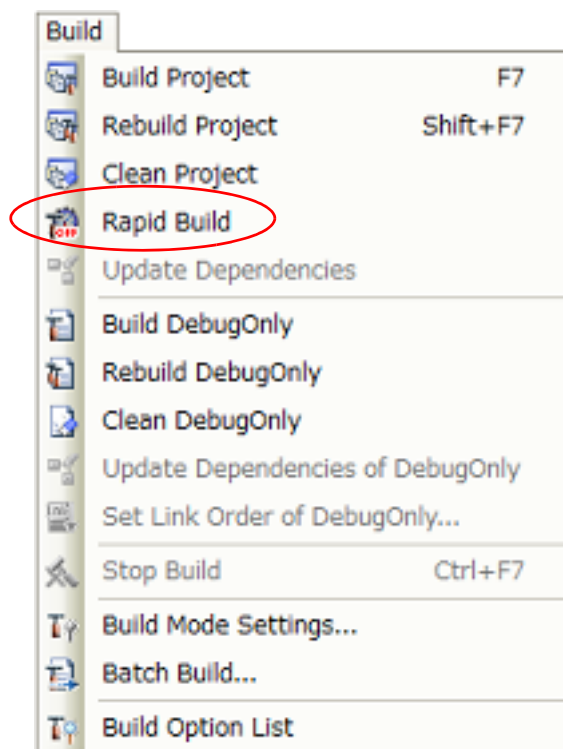 Build
Build Project F7
Rebuild Project Shift+F7
Clean Project
OFF Rapid Build
Update Dependencies
Build DebugOnly
Rebuild DebugOnly
Clean DebugOnly
Update Dependencies of DebugOnly
Set Link Order of DebugOnly...
Stop Build Ctrl+F7
Build Mode Settings...
Batch Build...
Build Option List